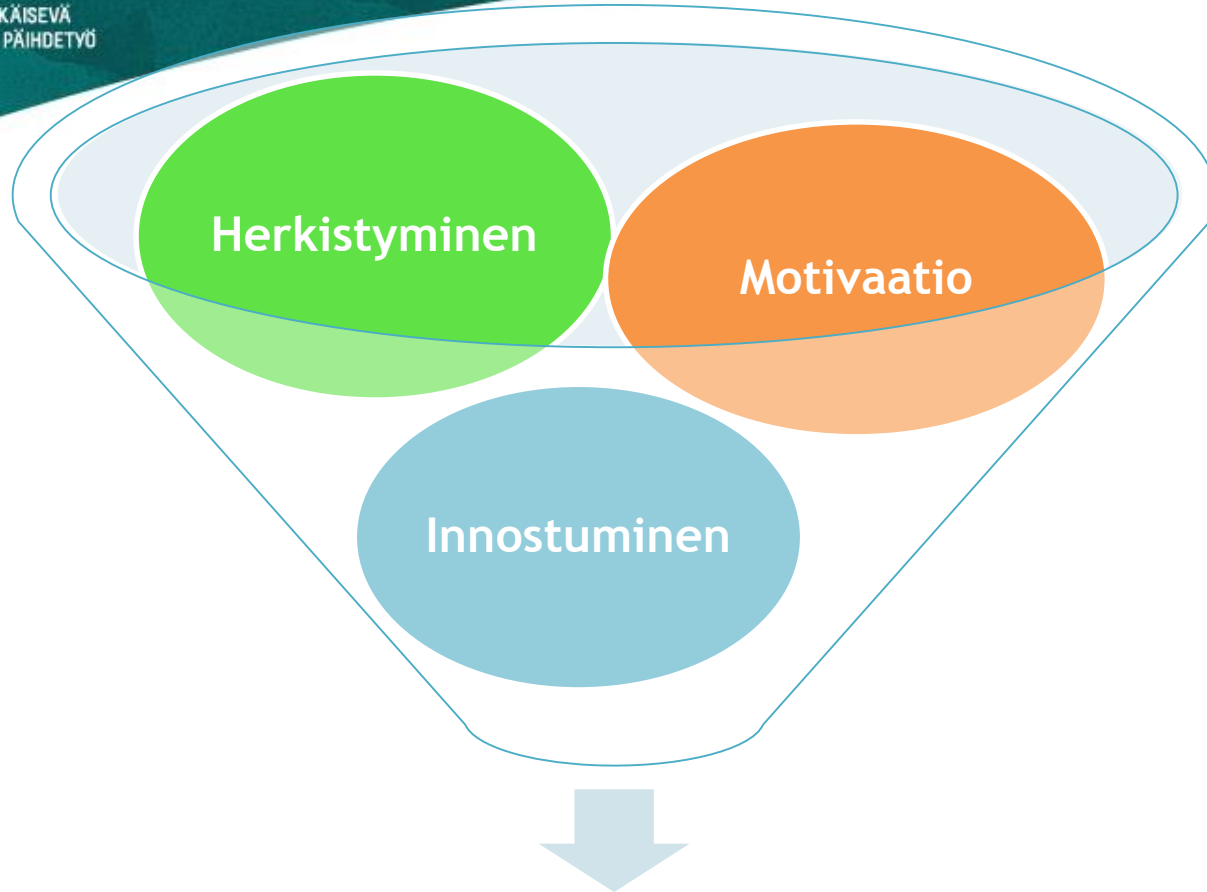 KÄISEVÄ
PÄIHDETYÖ
Herkistyminen
Motivaatio
Innostuminen